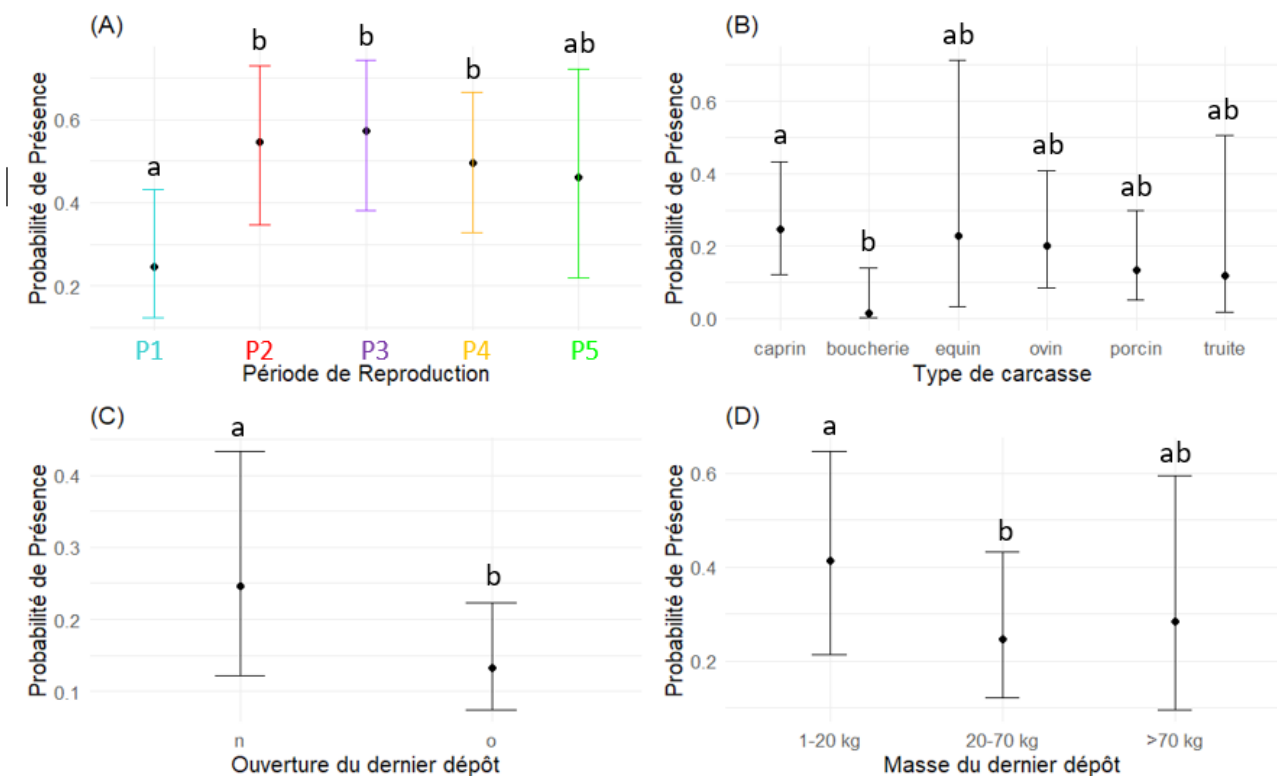 (A)
Probabilité de Présence
0.6
0.4
0.2
a
b
b
b
ab
P1 P2 P3 P4 P5
Période de Reproduction
(B)
Probabilité de Présence
0.6
0.4
0.2
0.0
a
b
ab
ab
ab
ab
caprin boucherie equin ovin porcin truite
Type de carcasse
(C)
Probabilité de Présence
0.4
0.3
0.2
0.1
a
b
n o
Ouverture du dernier dépôt
(D)
Probabilité de Présence
0.6
0.4
0.2
a
b
ab
1-20 kg 20-70 kg >70 kg
Masse du dernier dépôt